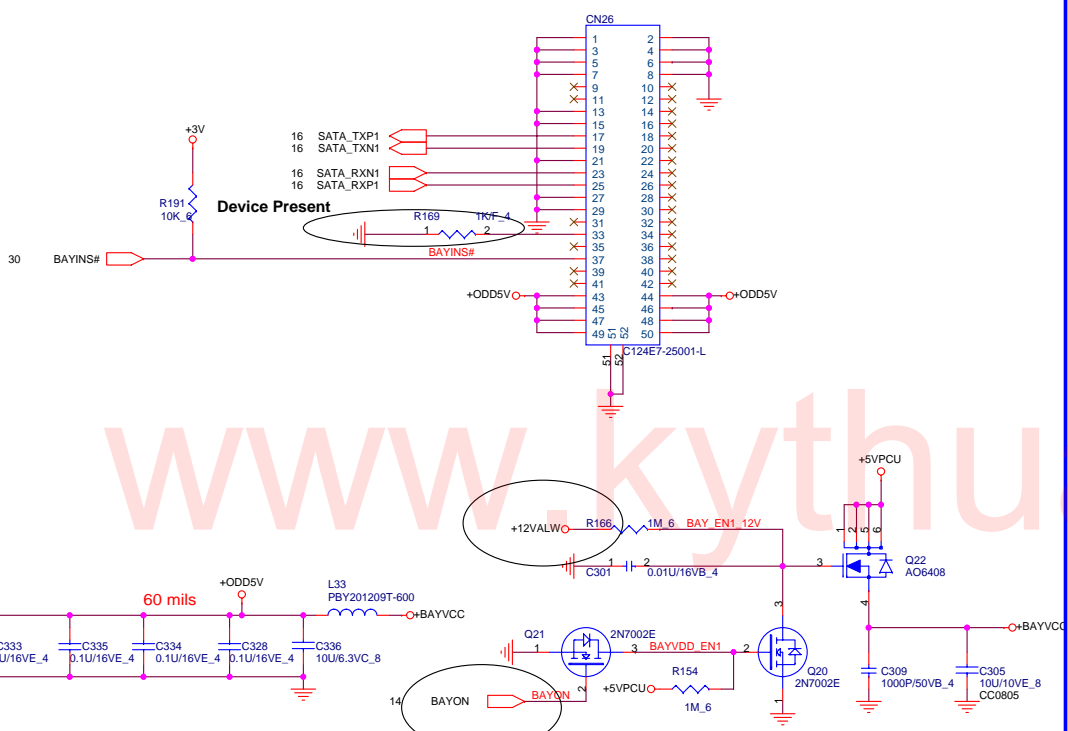 CN26
1 2
3 4
5 6
7 8
9 10
11 12
13 14
15 16
16 SATA_TXP1 17 18
16 SATA_TXN1 19 20
21 22
16 SATA_RXN1 23 24
16 SATA_RXP1 25 26
27 28
29 30
31 32
33 34
35 36
37 38
39 40
41 42
43 44
45 46
47 48
49 50
51 52
51 52
C124E7-25001-L
+3V
R191
10K_6
Device Present
R169 1K/F_4
1 2
BAYINS#
30 BAYINS#
+ODD5V
+ODD5V
www.kythu
+5VPCU
+12VALW R166 1M_6 BAY_EN1_12V
1 2 5 6
C301 1 2 0.01U/16VB_4
3
Q22
AO6408
4
+BAYVCC
C309
1000P/50VB_4
C305
10U/10VE_8
CC0805
60 mils
+ODD5V
L33
PBY201209T-600
+BAYVCC
C335
0.1U/16VE_4
C334
0.1U/16VE_4
C328
0.1U/16VE_4
C336
10U/6.3VC_8
Q21 2N7002E
1 3 BAYVDD_EN1 2
2
3
Q20
2N7002E
1
+5VPCU R154
1M_6
14 BAYON BAYON